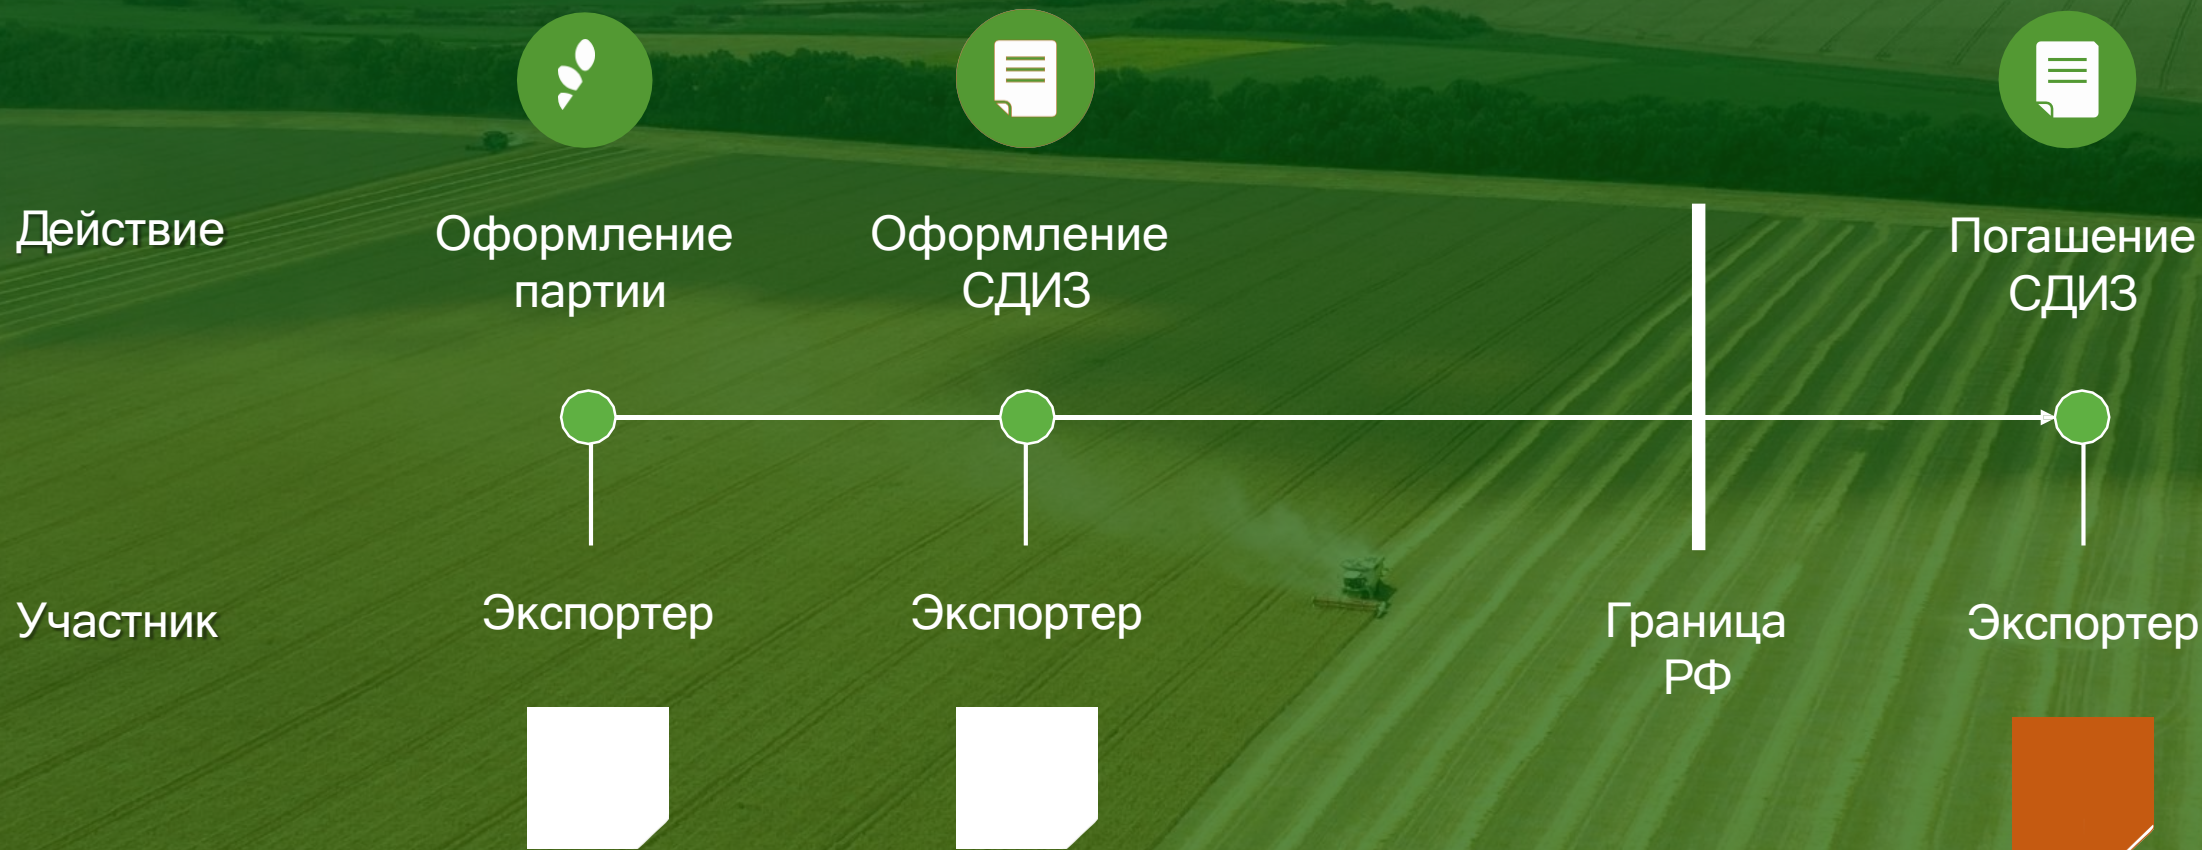 Действие
Оформление
партии
Оформление
СДИЗ
Погашение
СДИЗ
Участник
Экспортер
Экспортер
Граница
РФ
Экспортер